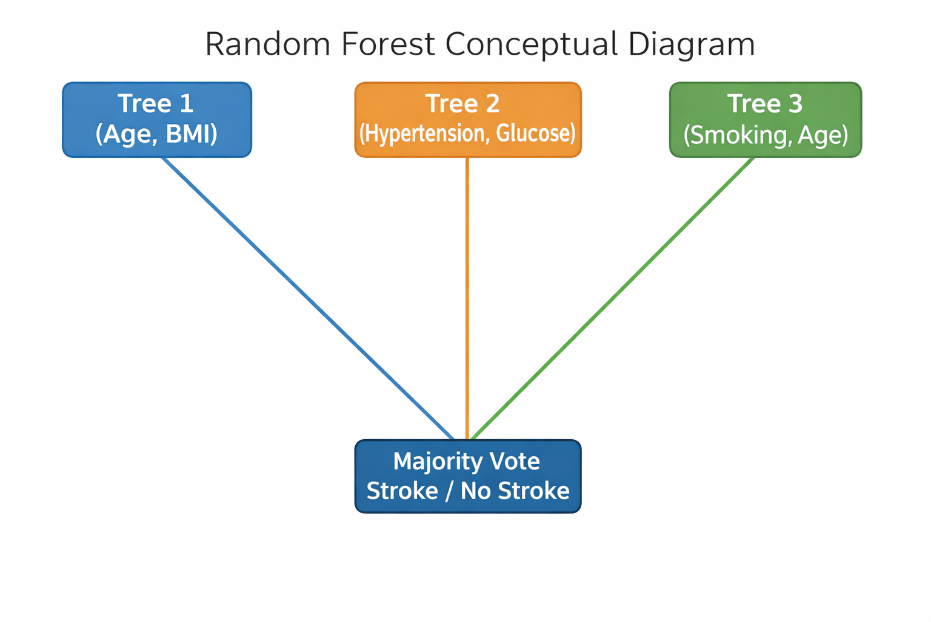 Random Forest Conceptual Diagram
Tree 1
(Age, BMI)
Tree 2
(Hypertension, Glucose)
Tree 3
(Smoking, Age)
Majority Vote
Stroke / No Stroke